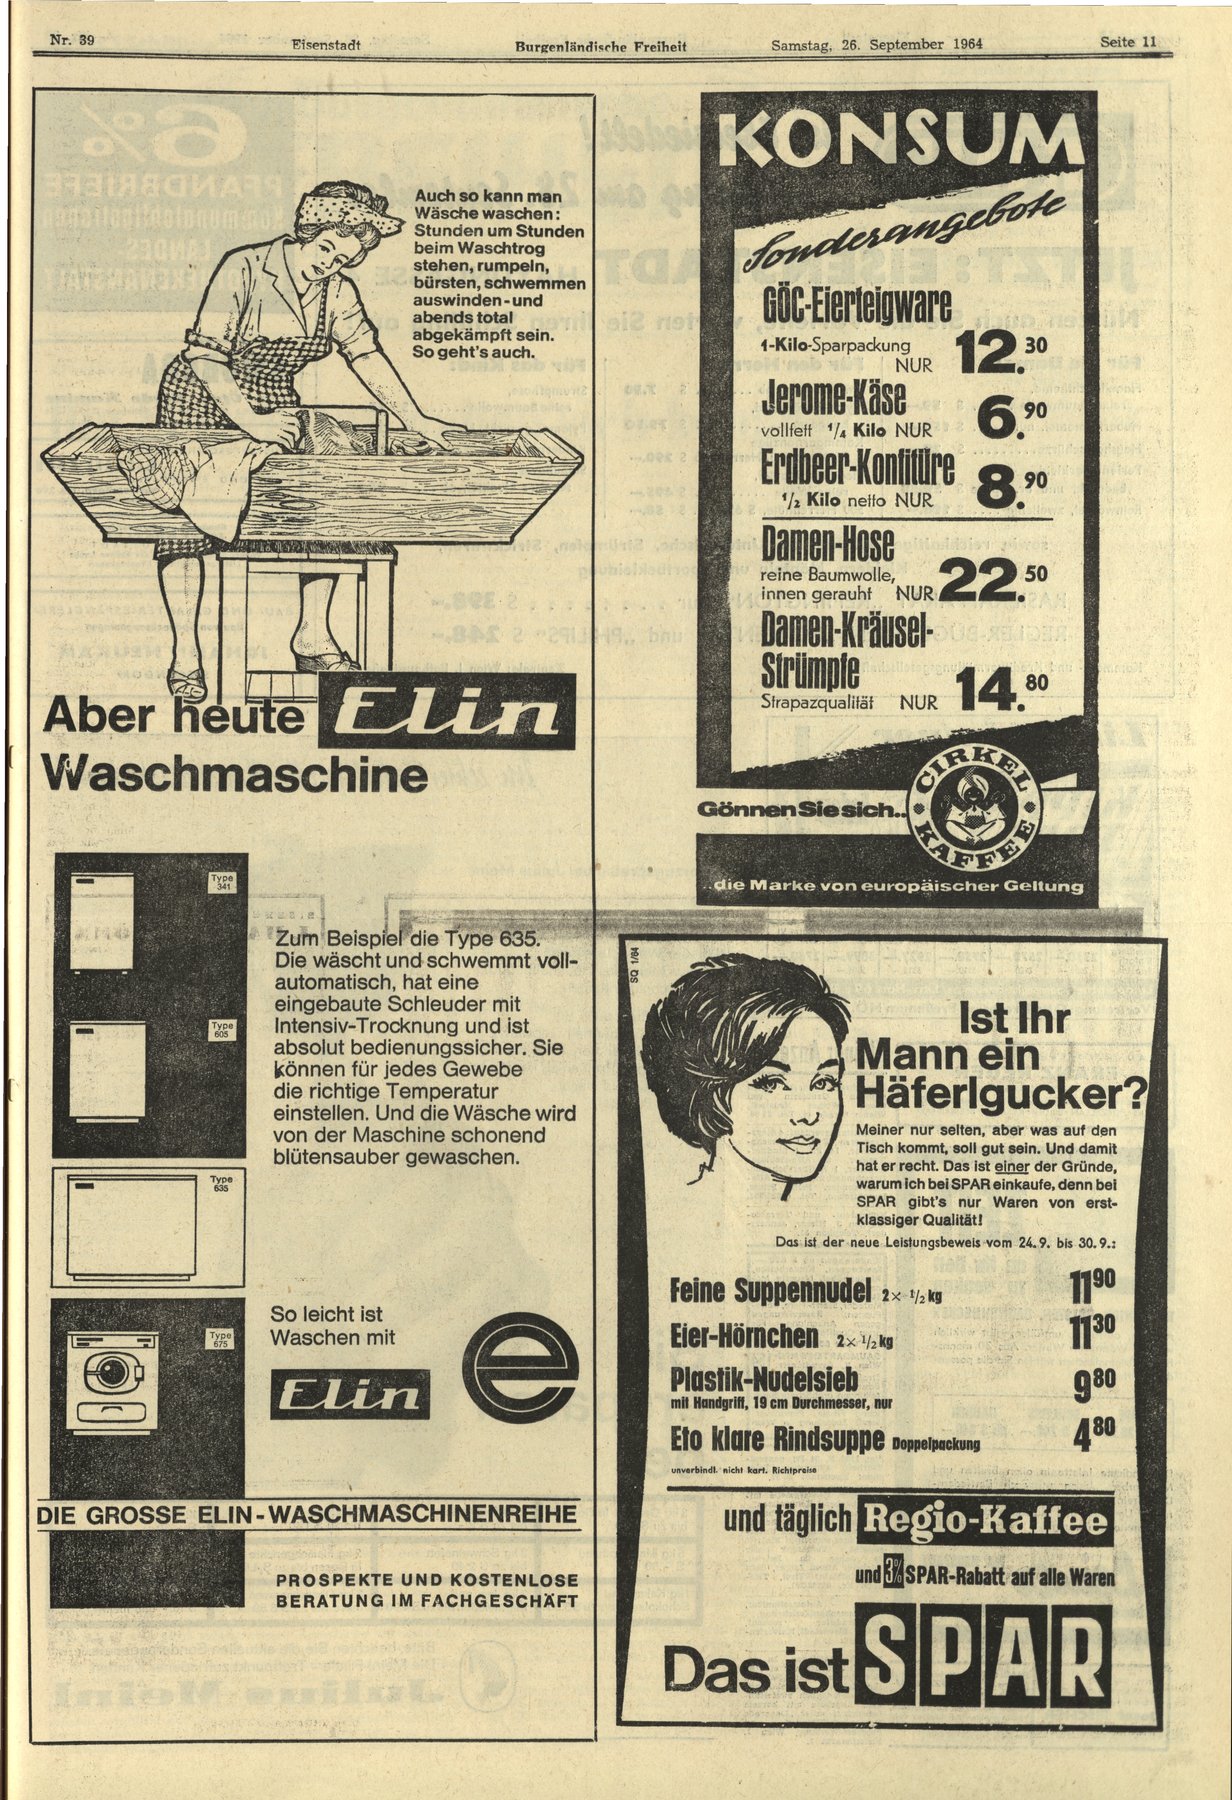 Nr. 39 Eisenstadt Burgenländische Freiheit Samstag, 26. September 1964 Seite 11
Auch so kann man
Wäsche waschen:
Stunden um Stunden
beim Waschtrog
stehen, rumpeln,
bürsten, schwemmen
auswinden - und
abends total
abgekämpft sein.
So geht's auch.
Aber heute Elin
Waschmaschine
Type
341
Type
605
Type
635
Type
675
Zum Beispiel die Type 635.
Die wäscht und schwemmt voll-
automatisch, hat eine
eingebaute Schleuder mit
Intensiv-Trocknung und ist
absolut bedienungssicher. Sie
können für jedes Gewebe
die richtige Temperatur
einstellen. Und die Wäsche wird
von der Maschine schonend
blütensauber gewaschen.
So leicht ist
Waschen mit
Elin
e
DIE GROSSE ELIN-WASCHMASCHINENREIHE
PROSPEKTE UND KOSTENLOSE
BERATUNG IM FACHGESCHÄFT
KONSUM
Sonderangebote
GÖC-Eierteigware
1-Kilo-Sparpackung
NUR 12.30
Jerome-Käse
vollfett 1/4 Kilo NUR 6.90
Erdbeer-Konfitüre
1/2 Kilo netto NUR 8.90
Damen-Hose
reine Baumwolle,
innen gerauht NUR 22.50
Damen-Kräusel-
Strümpfe
Strapazqualität NUR 14.80
CIRKEL
KAFFEE
Gönnen Sie sich..
..die Marke von europäischer Geltung
SQ 1/64
Ist Ihr
Mann ein
Häferlgucker?
Meiner nur selten, aber was auf den
Tisch kommt, soll gut sein. Und damit
hat er recht. Das ist einer der Gründe,
warum ich bei SPAR einkaufe, denn bei
SPAR gibt's nur Waren von erst-
klassiger Qualität!
Das ist der neue Leistungsbeweis vom 24. 9. bis 30. 9.:
Feine Suppennudel 2× 1/2 kg 11 90
Eier-Hörnchen 2× 1/2 kg 11 30
Plastik-Nudelsieb 9 80
mit Handgriff, 19 cm Durchmesser, nur
Eto klare Rindsuppe Doppelpackung 4 80
unverbindl. nicht kart. Richtpreise
und täglich Regio-Kaffee
und 3% SPAR-Rabatt auf alle Waren
Das ist SPAR